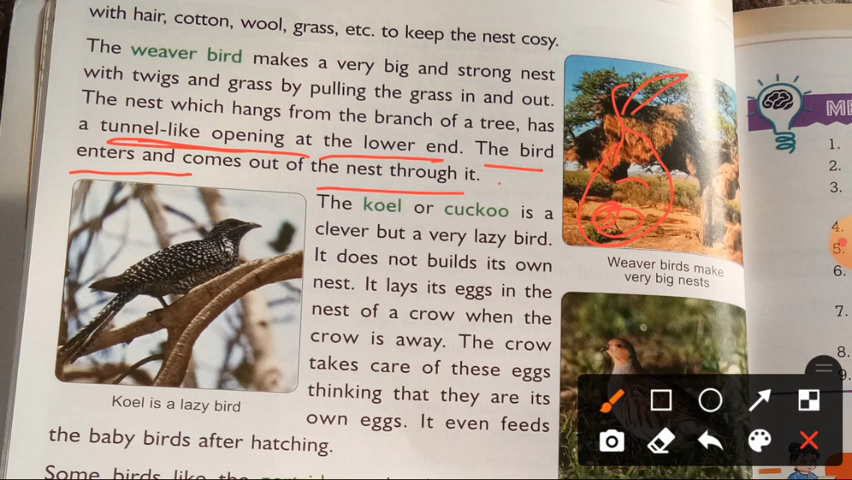 with hair, cotton, wool, grass, etc. to keep the nest cosy.
The weaver bird makes a very big and strong nest
with twigs and grass by pulling the grass in and out.
The nest which hangs from the branch of a tree, has
a tunnel-like opening at the lower end. The bird
enters and comes out of the nest through it.
Weaver birds make
very big nests
The koel or cuckoo is a
clever but a very lazy bird.
It does not builds its own
nest. It lays its eggs in the
nest of a crow when the
crow is away. The crow
takes care of these eggs
thinking that they are its
own eggs. It even feeds
the baby birds after hatching.
Koel is a lazy bird
Some birds like the
1.
2.
3.
4.
5.
6.
7.
8.
9.